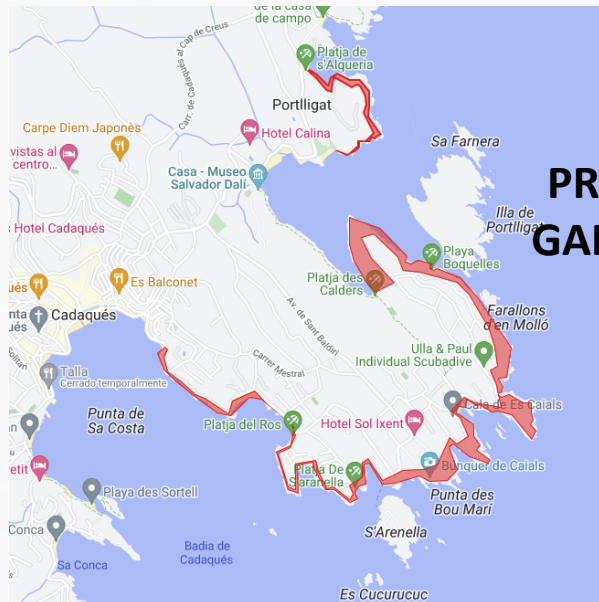 de la casa
de campo
Platja de
s'Alqueria
Portlligat
Carr. de Cadaqués al Cap de Creus
Carpe Diem Japonès
Hotel Calina
Sa Farnera
vistas al
centro...
Casa - Museo
Salvador Dalí
PR
GA
Illa de
Portlligat
s Hotel Cadaqués
Playa
Boquelles
Es Balconet
Platja des
Calders
ués
Cadaqués
Av. de Sant Baldiri
Farallons
d'en Molló
Ulla & Paul
Individual Scubadive
Carrer Mestral
Talla
Cerrado temporalmente
Solitari
Punta de
Sa Costa
Platja del Ros
Hotel Sol Ixent
Cala de Es Caials
Platja De
Saranella
Búnquer de Caials
etit
Playa des Sortell
Punta des
Bou Marí
Conca
S'Arenella
Badia de
Cadaqués
Sa Conca
Es Cucurucuc